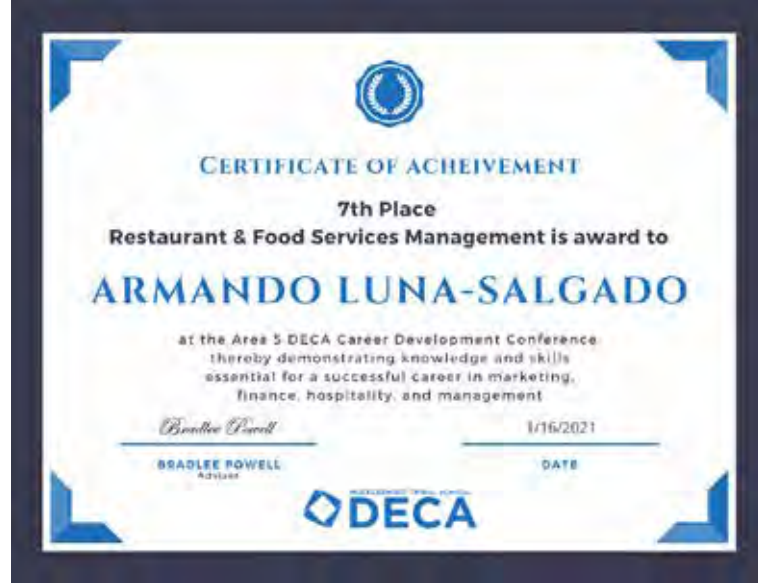 CERTIFICATE OF ACHEIVEMENT
7th Place
Restaurant & Food Services Management is award to
ARMANDO LUNA-SALGADO
at the Area 5 DECA Career Development Conference
thereby demonstrating knowledge and skills
essential for a successful career in marketing,
finance, hospitality, and management
Bradlee Powell 1/16/2021
BRADLEE POWELL DATE
Advisor
DECA